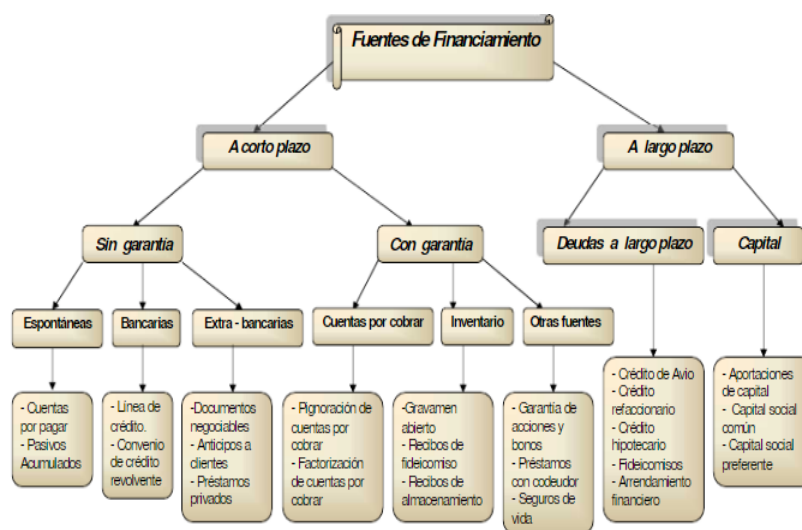 Fuentes de Financiamiento
A corto plazo
A largo plazo
Sin garantía
Con garantía
Deudas a largo plazo
Capital
Espontáneas
Bancarias
Extra - bancarias
Cuentas por cobrar
Inventario
Otras fuentes
- Cuentas
por pagar
- Pasivos
Acumulados
- Línea de
crédito.
- Convenio
de crédito
revolvente
-Documentos
negociables
- Anticipos a
clientes
- Préstamos
privados
- Pignoración de
cuentas por
cobrar
- Factorización
de cuentas por
cobrar
-Gravamen
abierto
- Recibos de
fideicomiso
- Recibos de
almacenamiento
- Garantía de
acciones y
bonos
- Préstamos
con codeudor
- Seguros de
vida
- Crédito de Avio
- Crédito
refaccionario
- Crédito
hipotecario
- Fideicomisos
- Arrendamiento
financiero
- Aportaciones
de capital
- Capital social
común
- Capital social
preferente